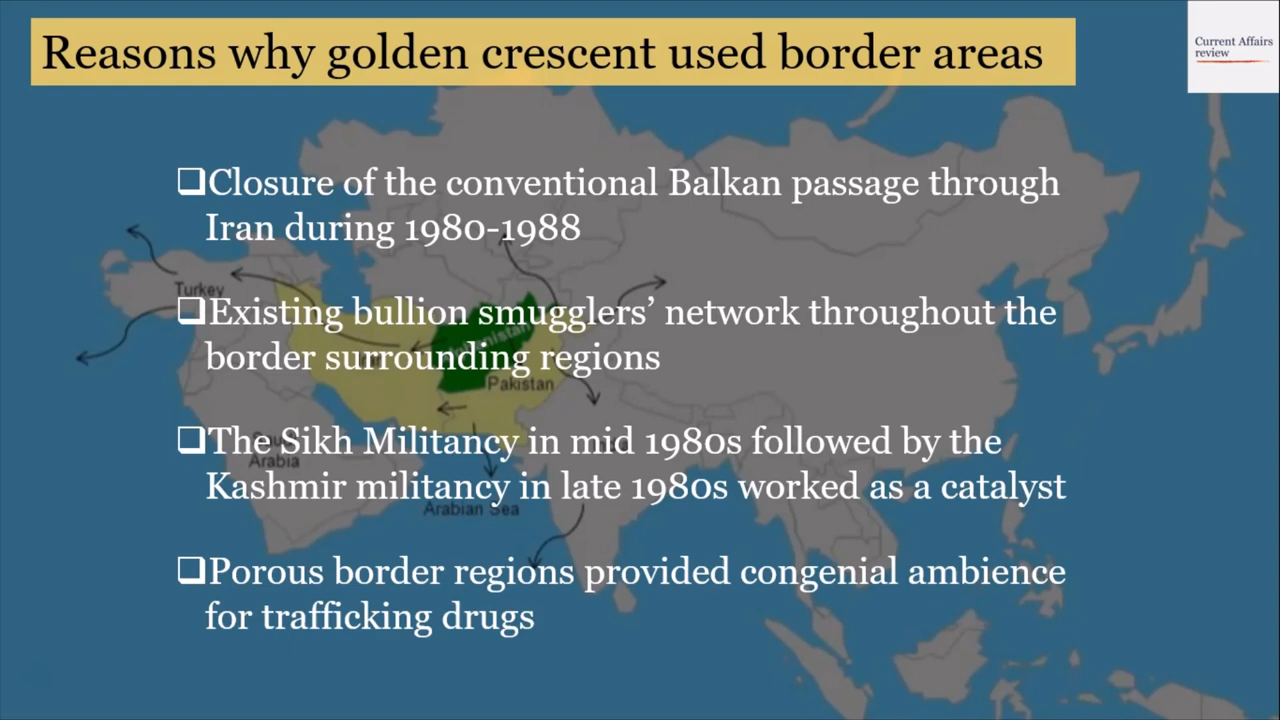 Reasons why golden crescent used border areas
Current Affairs
review
❑Closure of the conventional Balkan passage through
Iran during 1980-1988
Turkey
❑Existing bullion smugglers’ network throughout the
border surrounding regions
Afghanistan
Pakistan
❑The Sikh Militancy in mid 1980s followed by the
Arabia
Kashmir militancy in late 1980s worked as a catalyst
Arabian Sea
❑Porous border regions provided congenial ambience
for trafficking drugs